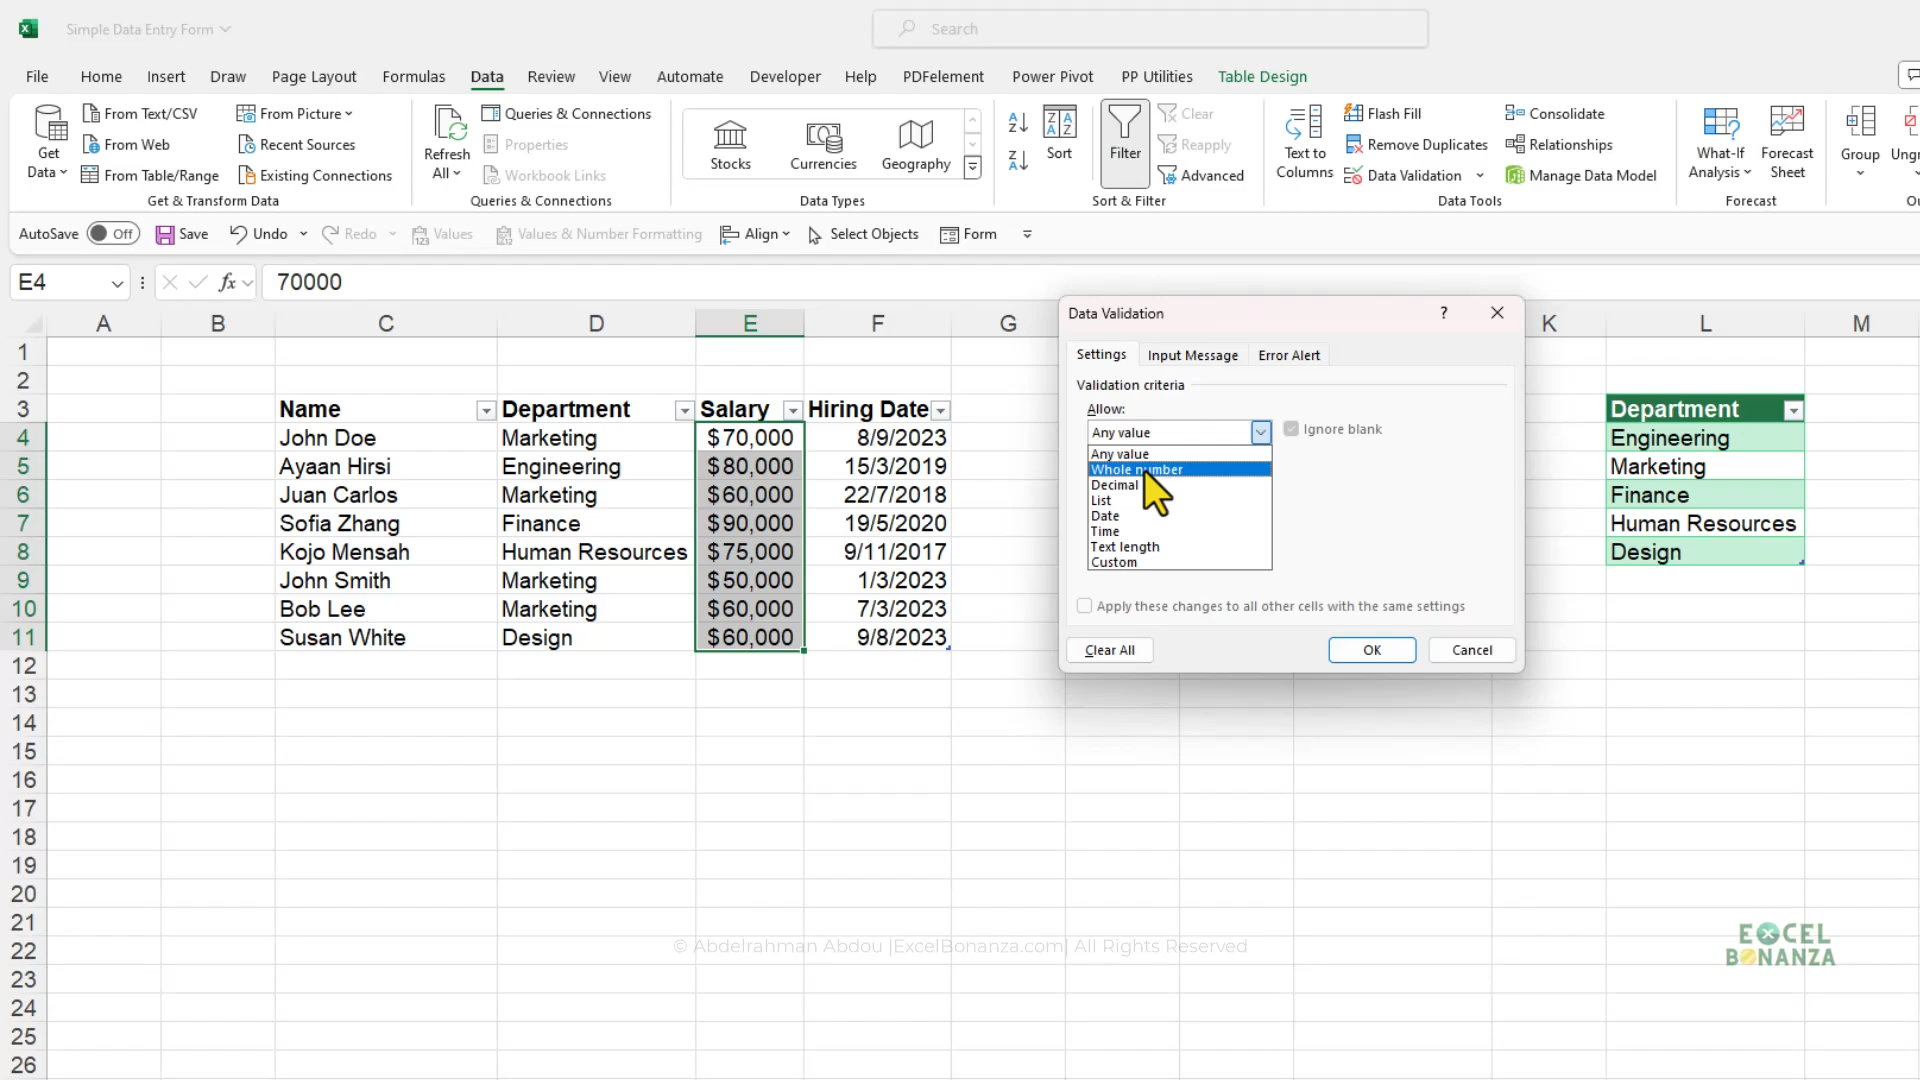 Simple Data Entry Form
Search
File Home Insert Draw Page Layout Formulas Data Review View Automate Developer Help PDFelement Power Pivot PP Utilities Table Design
Get Data
From Text/CSV
From Web
From Table/Range
From Picture
Recent Sources
Existing Connections
Get & Transform Data
Refresh All
Queries & Connections
Properties
Workbook Links
Queries & Connections
Stocks Currencies Geography
Data Types
Sort
Filter
Clear
Reapply
Advanced
Sort & Filter
Text to Columns
Flash Fill
Remove Duplicates
Data Validation
Consolidate
Relationships
Manage Data Model
Data Tools
What-If Analysis
Forecast Sheet
Forecast
Group
AutoSave Off Save Undo Redo Values Values & Number Formatting Align Select Objects Form
E4 fx 70000
A B C D E F G K L M
1
2
3 Name Department Salary Hiring Date Department
4 John Doe Marketing $70,000 8/9/2023 Engineering
5 Ayaan Hirsi Engineering $80,000 15/3/2019 Marketing
6 Juan Carlos Marketing $60,000 22/7/2018 Finance
7 Sofia Zhang Finance $90,000 19/5/2020 Human Resources
8 Kojo Mensah Human Resources $75,000 9/11/2017 Design
9 John Smith Marketing $50,000 1/3/2023
10 Bob Lee Marketing $60,000 7/3/2023
11 Susan White Design $60,000 9/8/2023
12
13
14
15
16
17
18
19
20
21
22
23
24
25
26
Data Validation ?
Settings Input Message Error Alert
Validation criteria
Allow:
Any value Ignore blank
Any value
Whole number
Decimal
List
Date
Time
Text length
Custom
Apply these changes to all other cells with the same settings
Clear All OK Cancel
© Abdelrahman Abdou |ExcelBonanza.com| All Rights Reserved
EXCEL
BONANZA